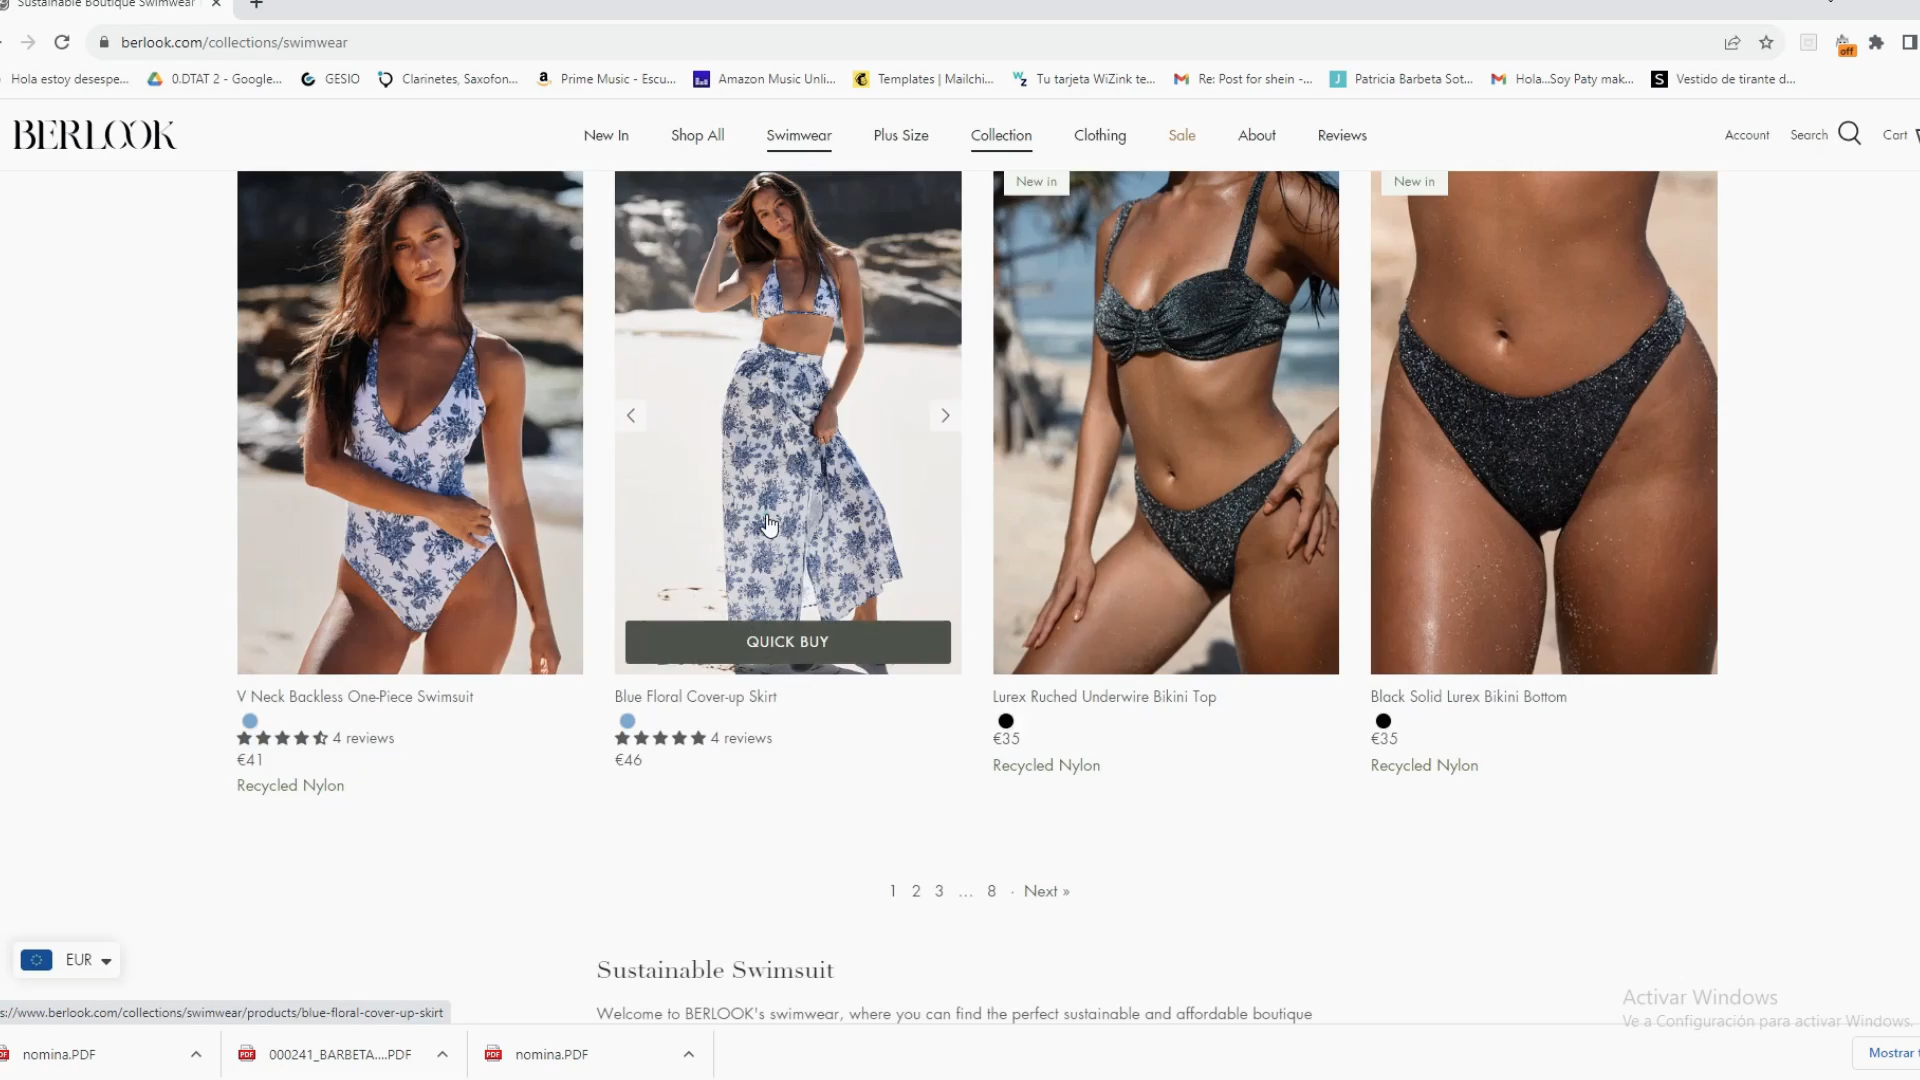 Sustainable Boutique Swimwear
berlook.com/collections/swimwear
Hola estoy desespe... 0.DTAT 2 - Google... GESIO Clarinetes, Saxofon... Prime Music - Escu... Amazon Music Unli... Templates | Mailchi... Tu tarjeta WiZink te... Re: Post for shein -... Patricia Barbeta Sot... Hola...Soy Paty mak... Vestido de tirante d...
off
BERLOOK New In Shop All Swimwear Plus Size Collection Clothing Sale About Reviews Account Search Cart
New in New in
QUICK BUY
V Neck Backless One-Piece Swimsuit Blue Floral Cover-up Skirt Lurex Ruched Underwire Bikini Top Black Solid Lurex Bikini Bottom
4 reviews 4 reviews €35 €35
€41 €46 Recycled Nylon Recycled Nylon
Recycled Nylon
1 2 3 ... 8 · Next »
EUR
Sustainable Swimsuit
Welcome to BERLOOK's swimwear, where you can find the perfect sustainable and affordable boutique
s://www.berlook.com/collections/swimwear/products/blue-floral-cover-up-skirt
Activar Windows
Ve a Configuración para activar Windows.
nomina.PDF 000241_BARBETA....PDF nomina.PDF Mostrar t